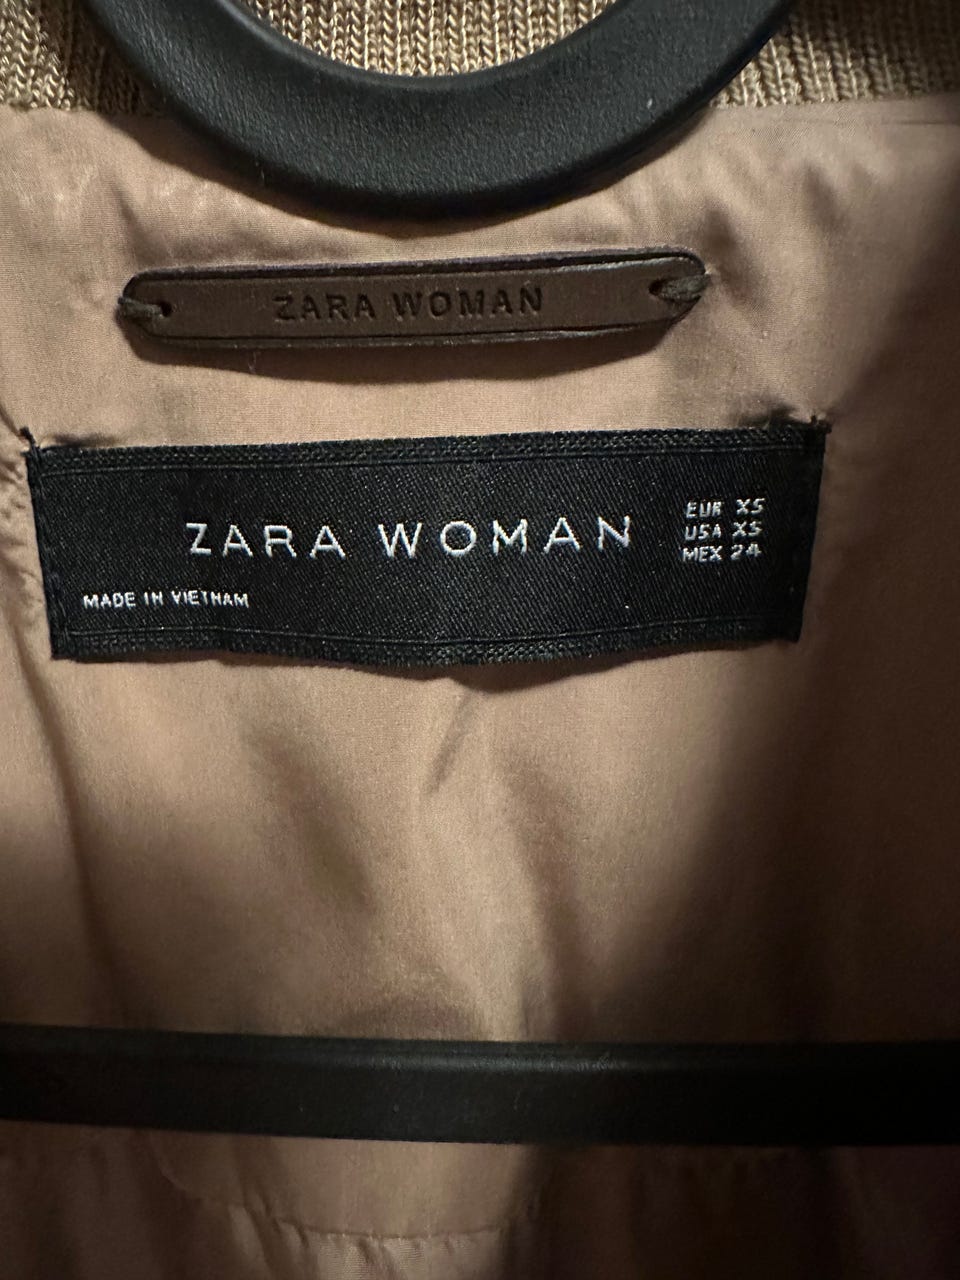 ZARA WOMAN
ZARA WOMAN
EUR XS
USA XS
MEX 24
MADE IN VIETNAM